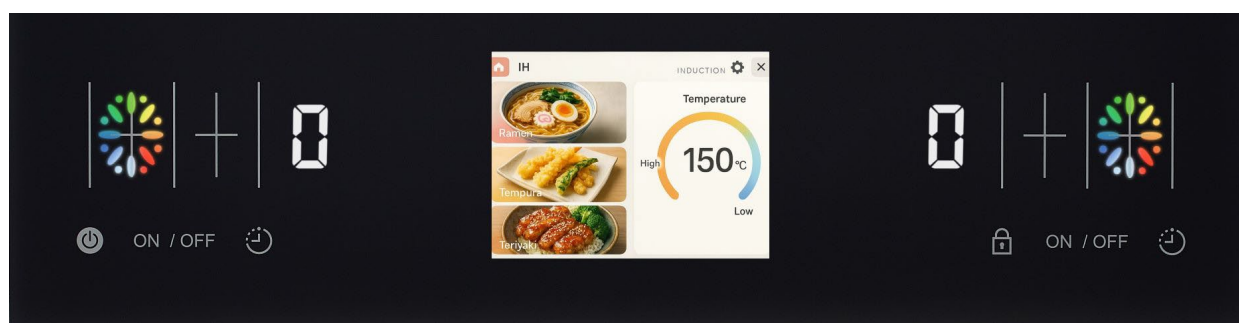 IH
INDUCTION
Ramen
Tempura
Teriyaki
Temperature
High
150°C
Low
0
0
ON / OFF
ON / OFF